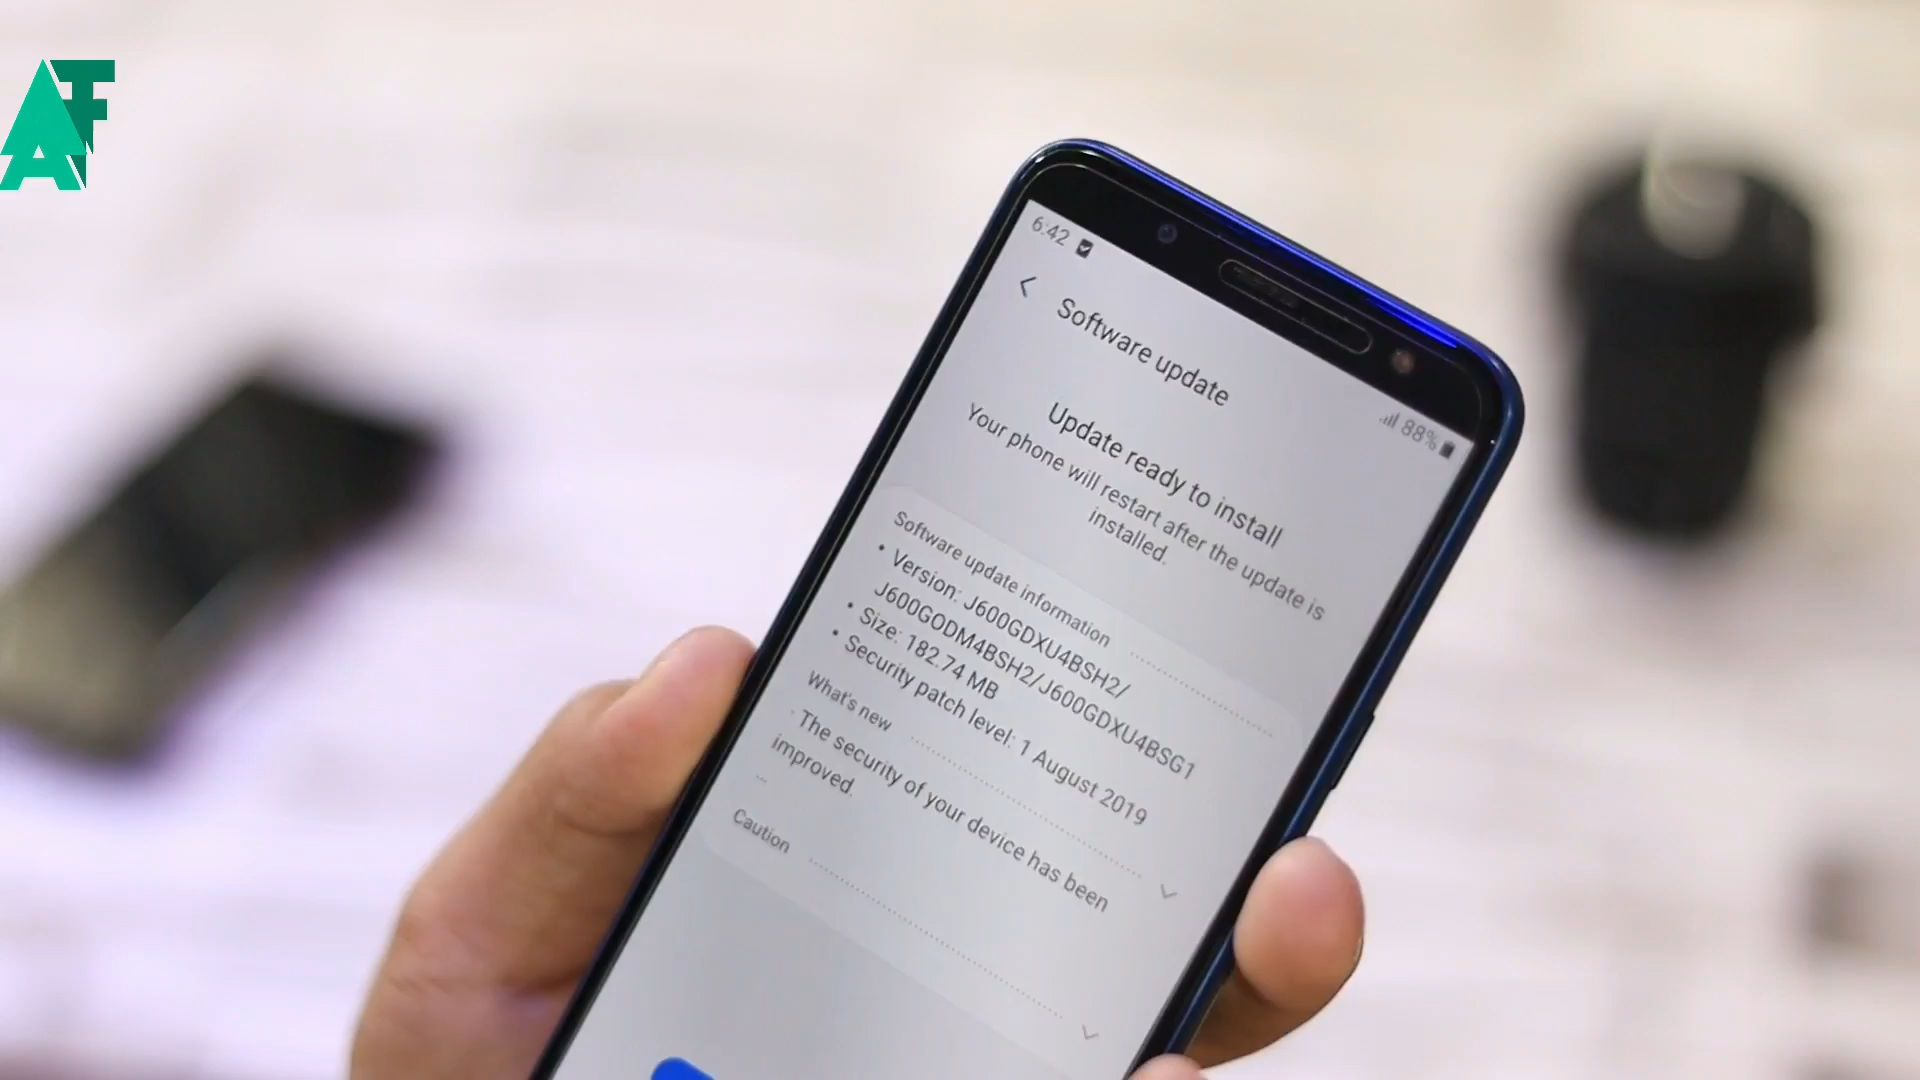 AF
6:42
88%
Software update
Update ready to install
Your phone will restart after the update is
installed.
Software update information
• Version: J600GDXU4BSH2/
J600GODM4BSH2/J600GDXU4BSG1
• Size: 182.74 MB
• Security patch level: 1 August 2019
What's new
· The security of your device has been
improved.
...
Caution